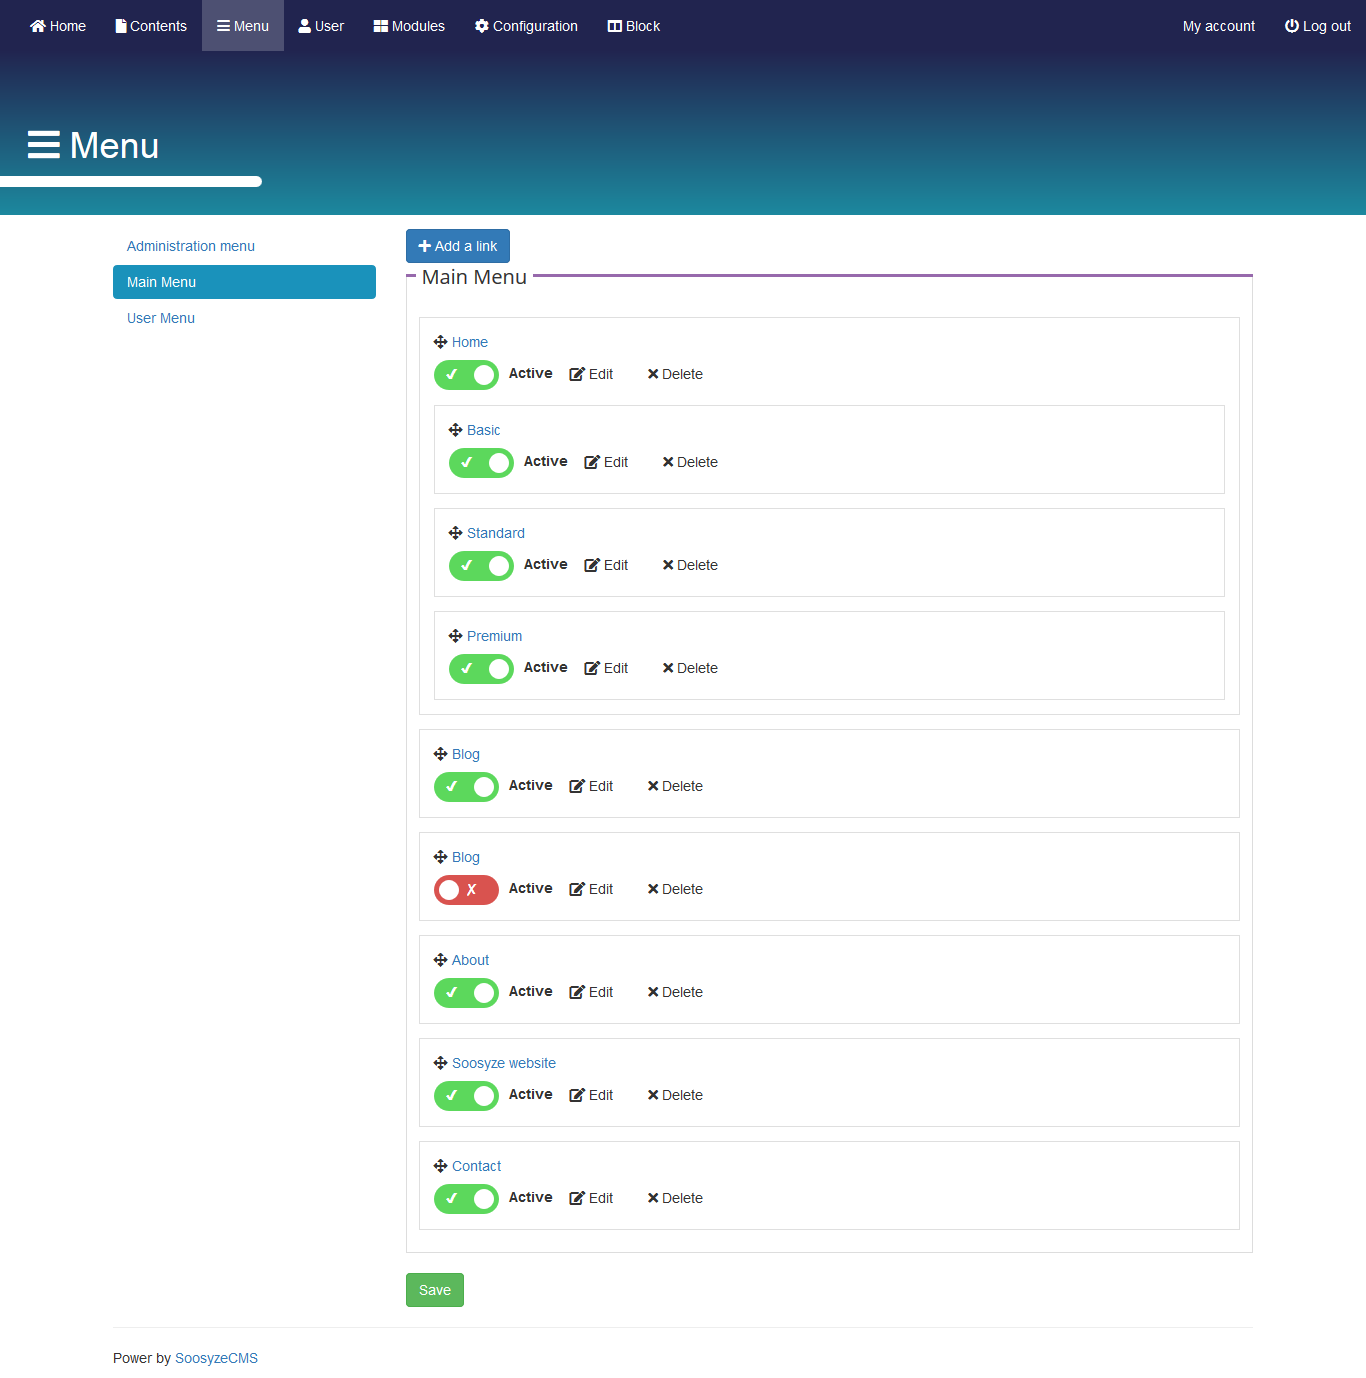 Home Contents Menu User Modules Configuration Block My account Log out
Menu
Administration menu
Main Menu
User Menu
Add a link
Main Menu
Home
Active Edit Delete
Basic
Active Edit Delete
Standard
Active Edit Delete
Premium
Active Edit Delete
Blog
Active Edit Delete
Blog
Active Edit Delete
About
Active Edit Delete
Soosyze website
Active Edit Delete
Contact
Active Edit Delete
Save
Power by SoosyzeCMS